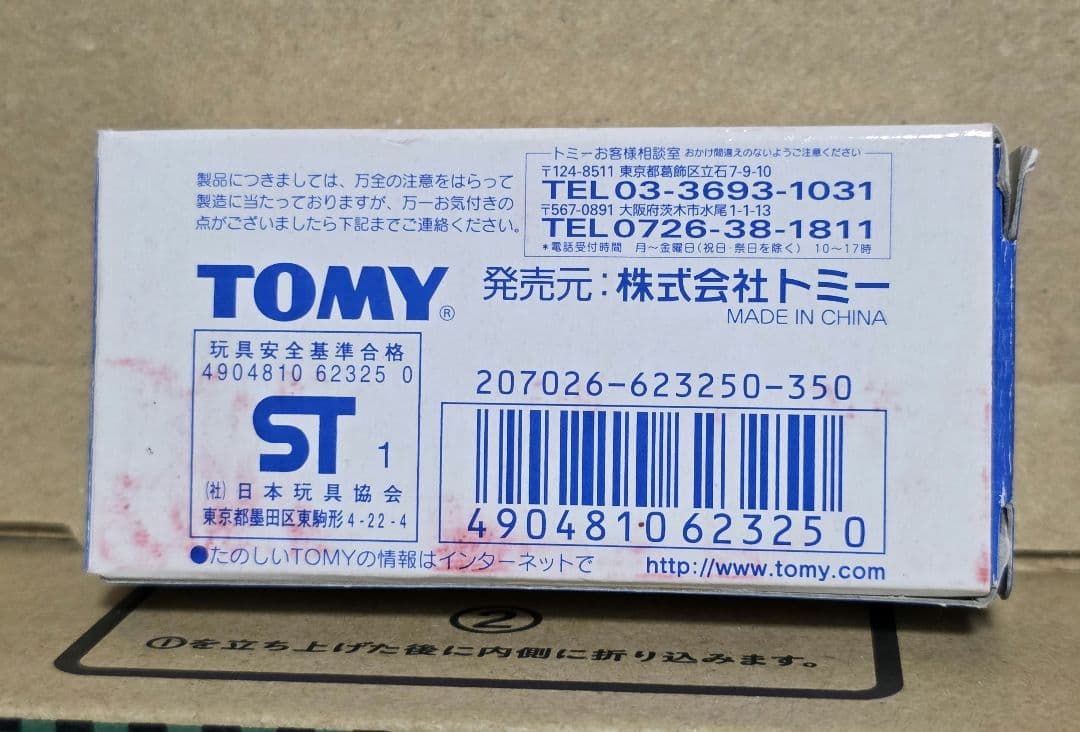 製品につきましては、万全の注意をはらって
製造に当たっておりますが、万一お気付きの
点がございましたら下記までご連絡ください。
トミーお客様相談室 おかけ間違えのないようご注意ください
〒124-8511 東京都葛飾区立石7-9-10
TEL03-3693-1031
〒567-0891 大阪府茨木市水尾1-1-13
TEL0726-38-1811
*電話受付時間 月~金曜日(祝日・祭日を除く) 10~17時
TOMY®
発売元:株式会社トミー
MADE IN CHINA
玩具安全基準合格
4904810 62325 0
ST 1
(社)日本玩具協会
東京都墨田区東駒形4-22-4
207026-623250-350
4904810623250
●たのしいTOMYの情報はインターネットで http://www.tomy.com
②
①を立ち上げた後に内側に折り込みます。